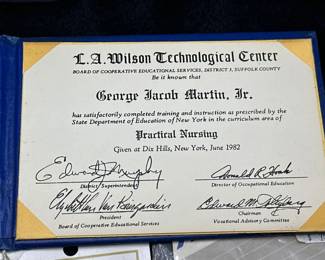 L.A. Wilson Technological Center
BOARD OF COOPERATIVE EDUCATIONAL SERVICES, DISTRICT 3, SUFFOLK COUNTY
Be it known that
George Jacob Martin, Jr.
has satisfactorily completed training and instruction as prescribed by the
State Department of Education of New York in the curriculum area of
Practical Nursing
Given at Dix Hills, New York, June 1982
District Superintendent
Director of Occupational Education
President
Board of Cooperative Educational Services
Chairman
Vocational Advisory Committee